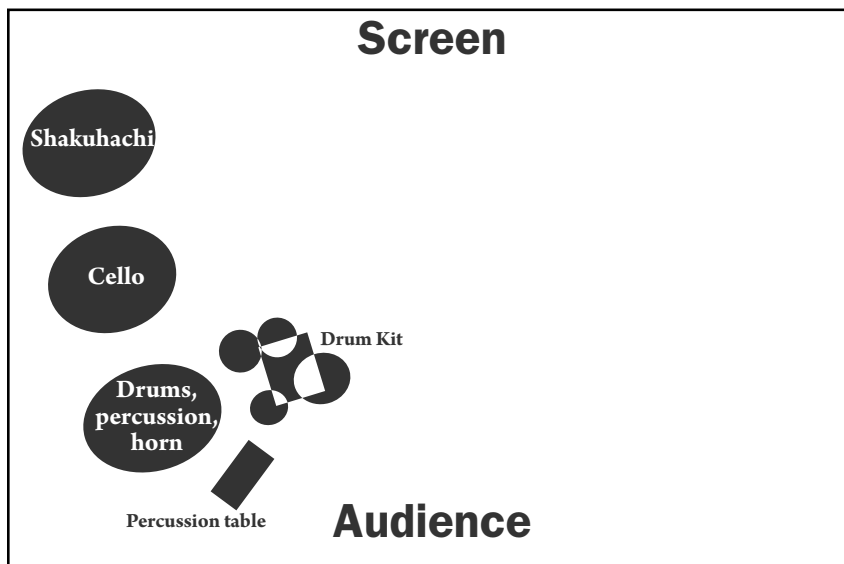 Screen
Shakuhachi
Cello
Drum Kit
Drums,
percussion,
horn
Percussion table
Audience